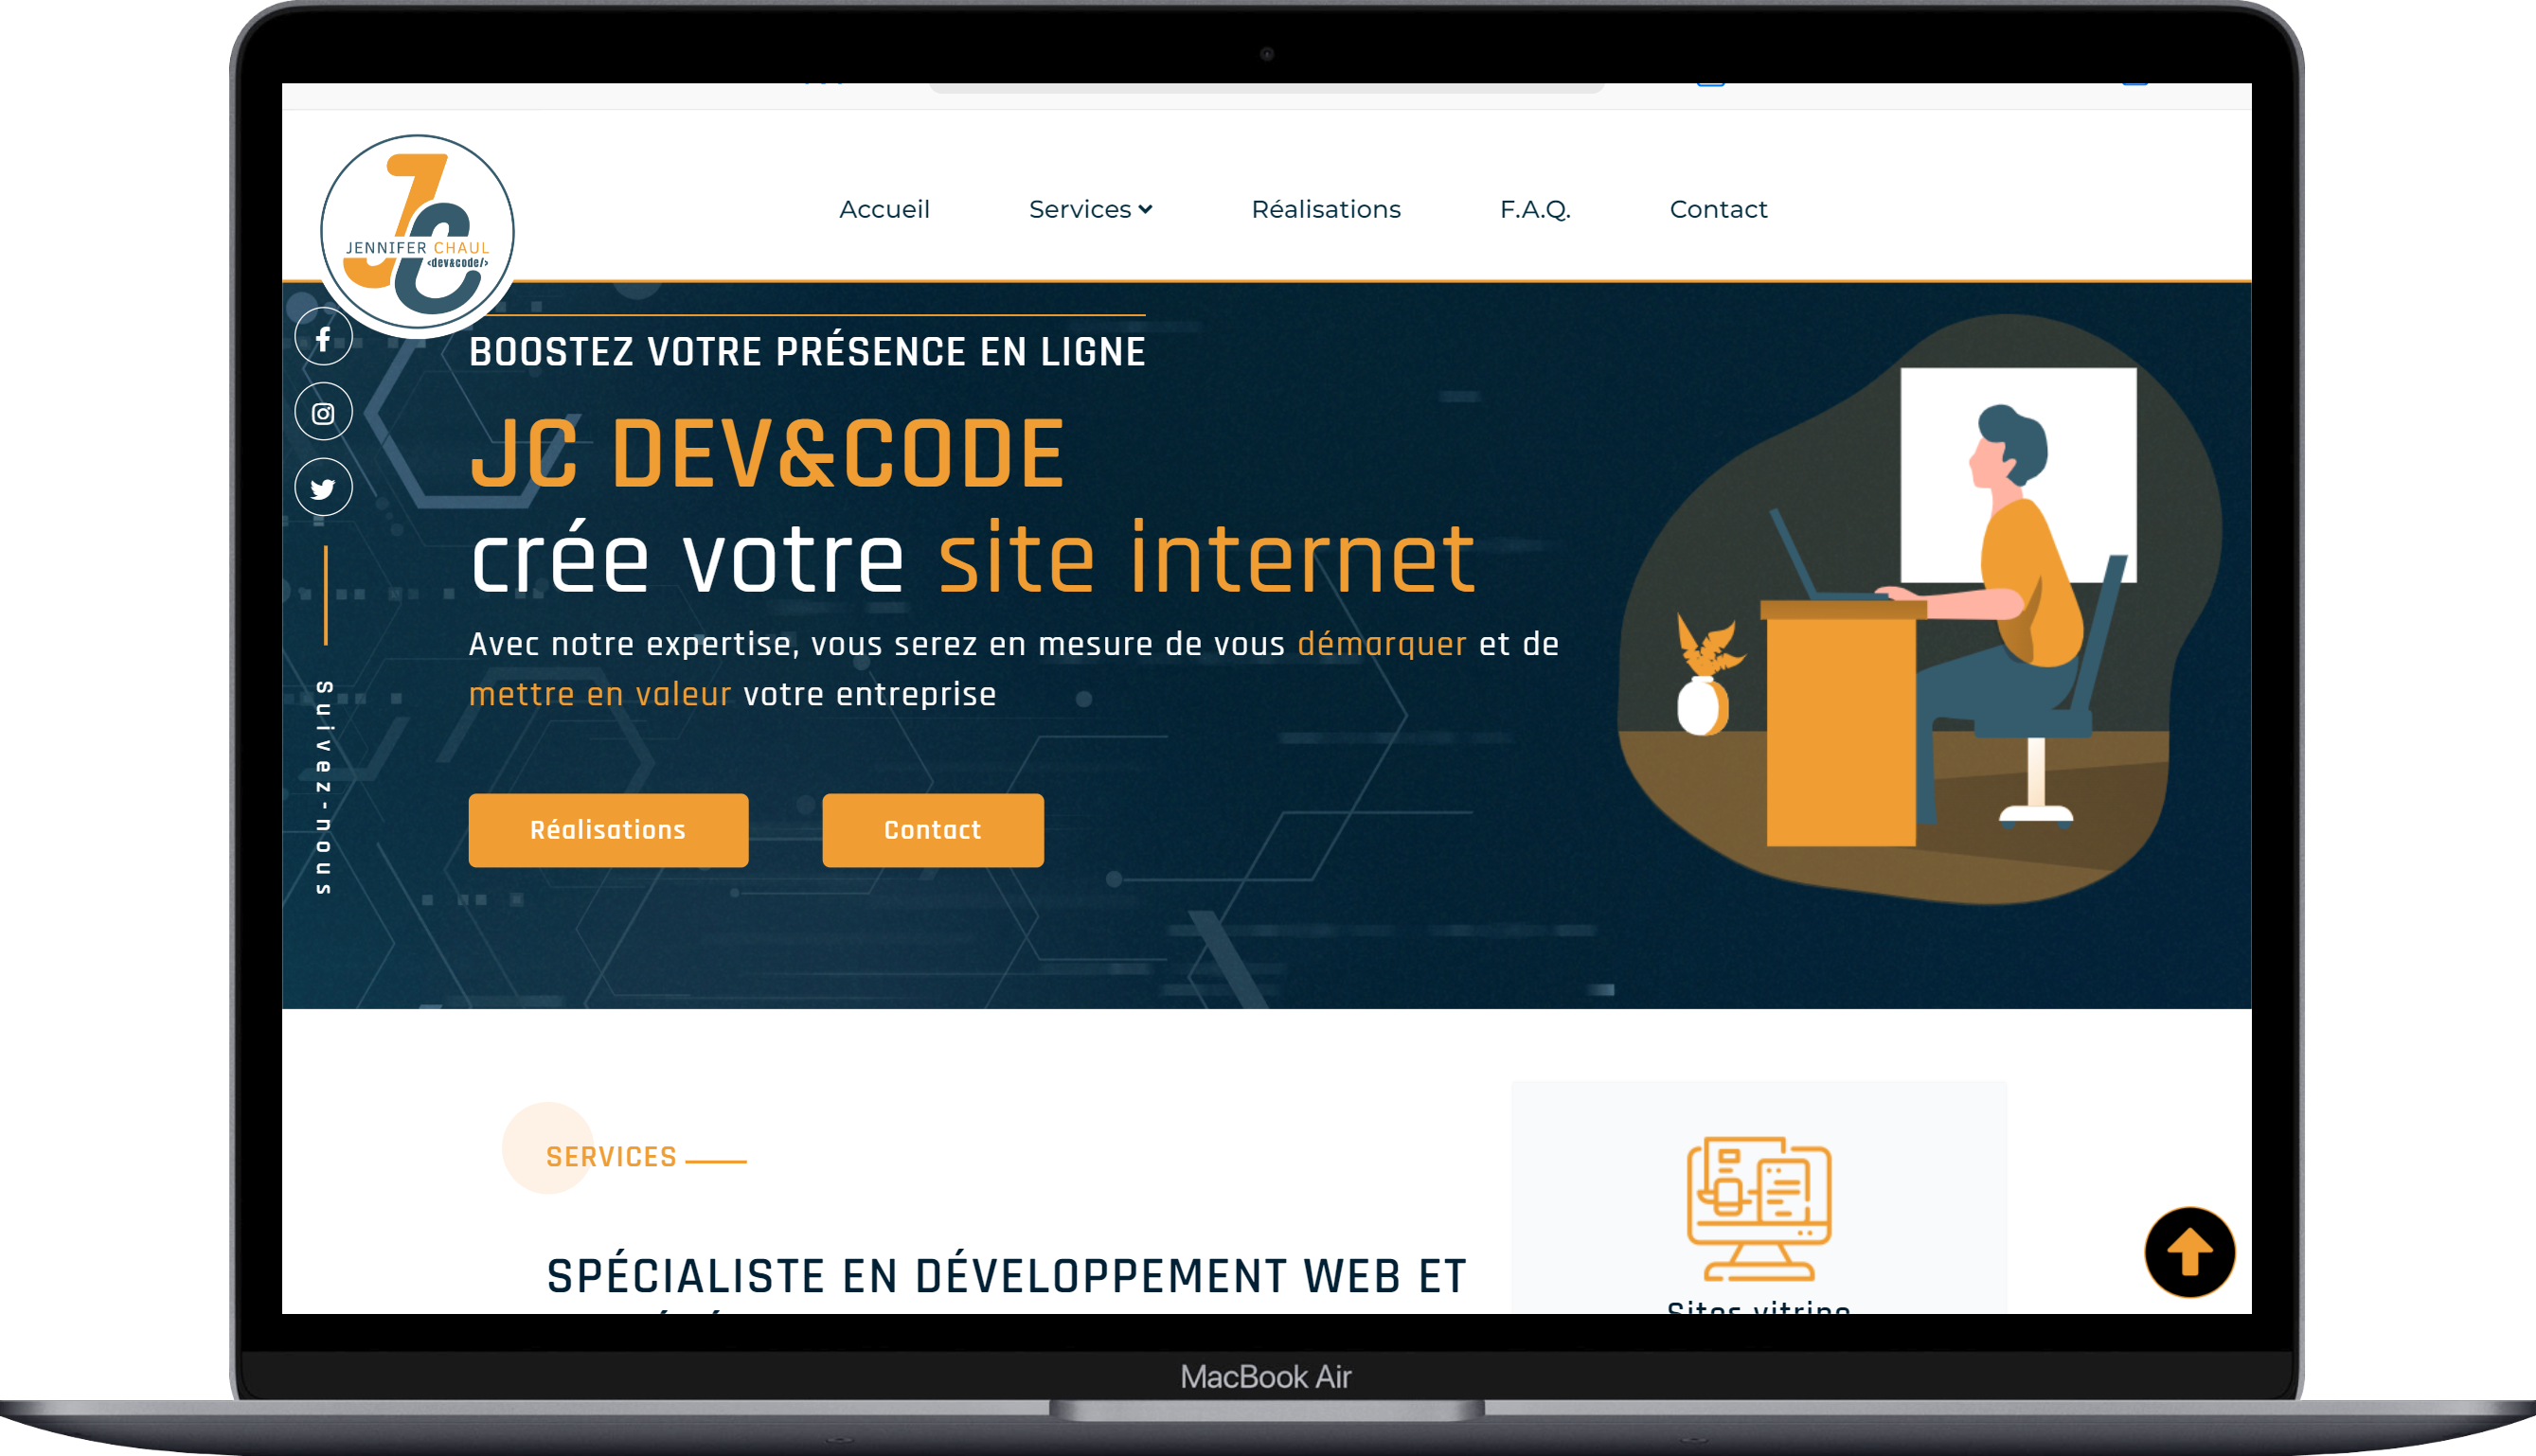 JENNIFER CHAUL
<dev&code/>
Accueil
Services
Réalisations
F.A.Q.
Contact
BOOSTEZ VOTRE PRÉSENCE EN LIGNE
JC DEV&CODE
crée votre site internet
Avec notre expertise, vous serez en mesure de vous démarquer et de
mettre en valeur votre entreprise
Réalisations
Contact
Suivez-nous
SERVICES
SPÉCIALISTE EN DÉVELOPPEMENT WEB ET
Sites vitrine
MacBook Air